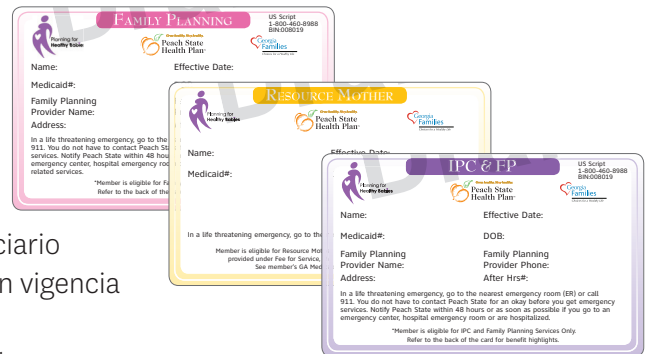 FAMILY PLANNING
US Script
1-800-460-8988
BIN:008019
Planning for
Healthy Babies
Peach State
Health Plan
Georgia
Families
Name:
Effective Date:
Medicaid#:
Family Planning
Provider Name:
Address:
In a life threatening emergency, go to the
911. You do not have to contact Peach Sta
services. Notify Peach State within 48 hou
emergency center, hospital emergency roo
related services.
*Member is eligible for Fa
Refer to the back of the
RESOURCE MOTHER
Planning for
Healthy Babies
Peach State
Health Plan
Georgia
Families
Name:
Effective Date:
Medicaid#:
In a life threatening emergency, go to the
Member is eligible for Resource Mot
provided under Fee for Service,
See member's GA Med
IPC & FP
US Script
1-800-460-8988
BIN:008019
Planning for
Healthy Babies
Peach State
Health Plan
Georgia
Families
Name:
Effective Date:
Medicaid#:
DOB:
Family Planning
Provider Name:
Family Planning
Provider Phone:
Address:
After Hrs#:
In a life threatening emergency, go to the nearest emergency room (ER) or call
911. You do not have to contact Peach State for an okay before you get emergency
services. Notify Peach State within 48 hours or as soon as possible if you go to an
emergency center, hospital emergency room or are hospitalized.
*Member is eligible for IPC and Family Planning Services Only.
Refer to the back of the card for benefit highlights.
ciario
n vigencia